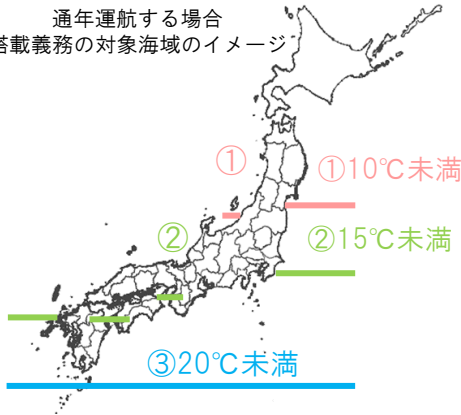 通年運航する場合
搭載義務の対象海域のイメージ
①
①10℃未満
②
②15℃未満
③20℃未満